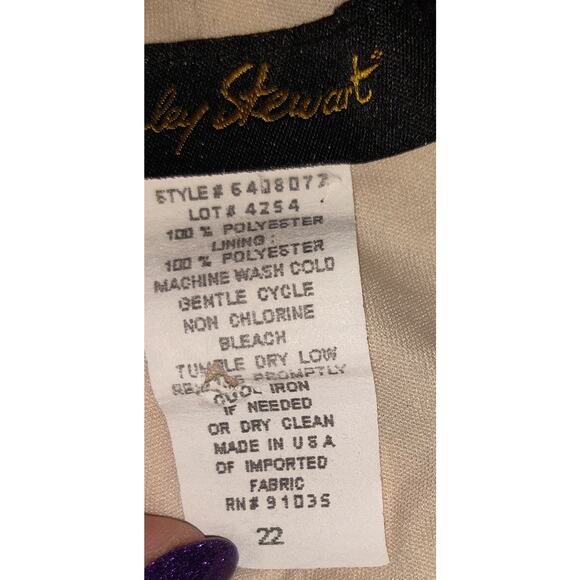 ley Stewart
STYLE# 6408077
LOT# 4254
100 % POLYESTER
LINING:
100 % POLYESTER
MACHINE WASH COLD
GENTLE CYCLE
NON CHLORINE
BLEACH
TUMBLE DRY LOW
PROMPTLY
COOL IRON
IF NEEDED
OR DRY CLEAN
MADE IN USA
OF IMPORTED
FABRIC
RN# 91035
22